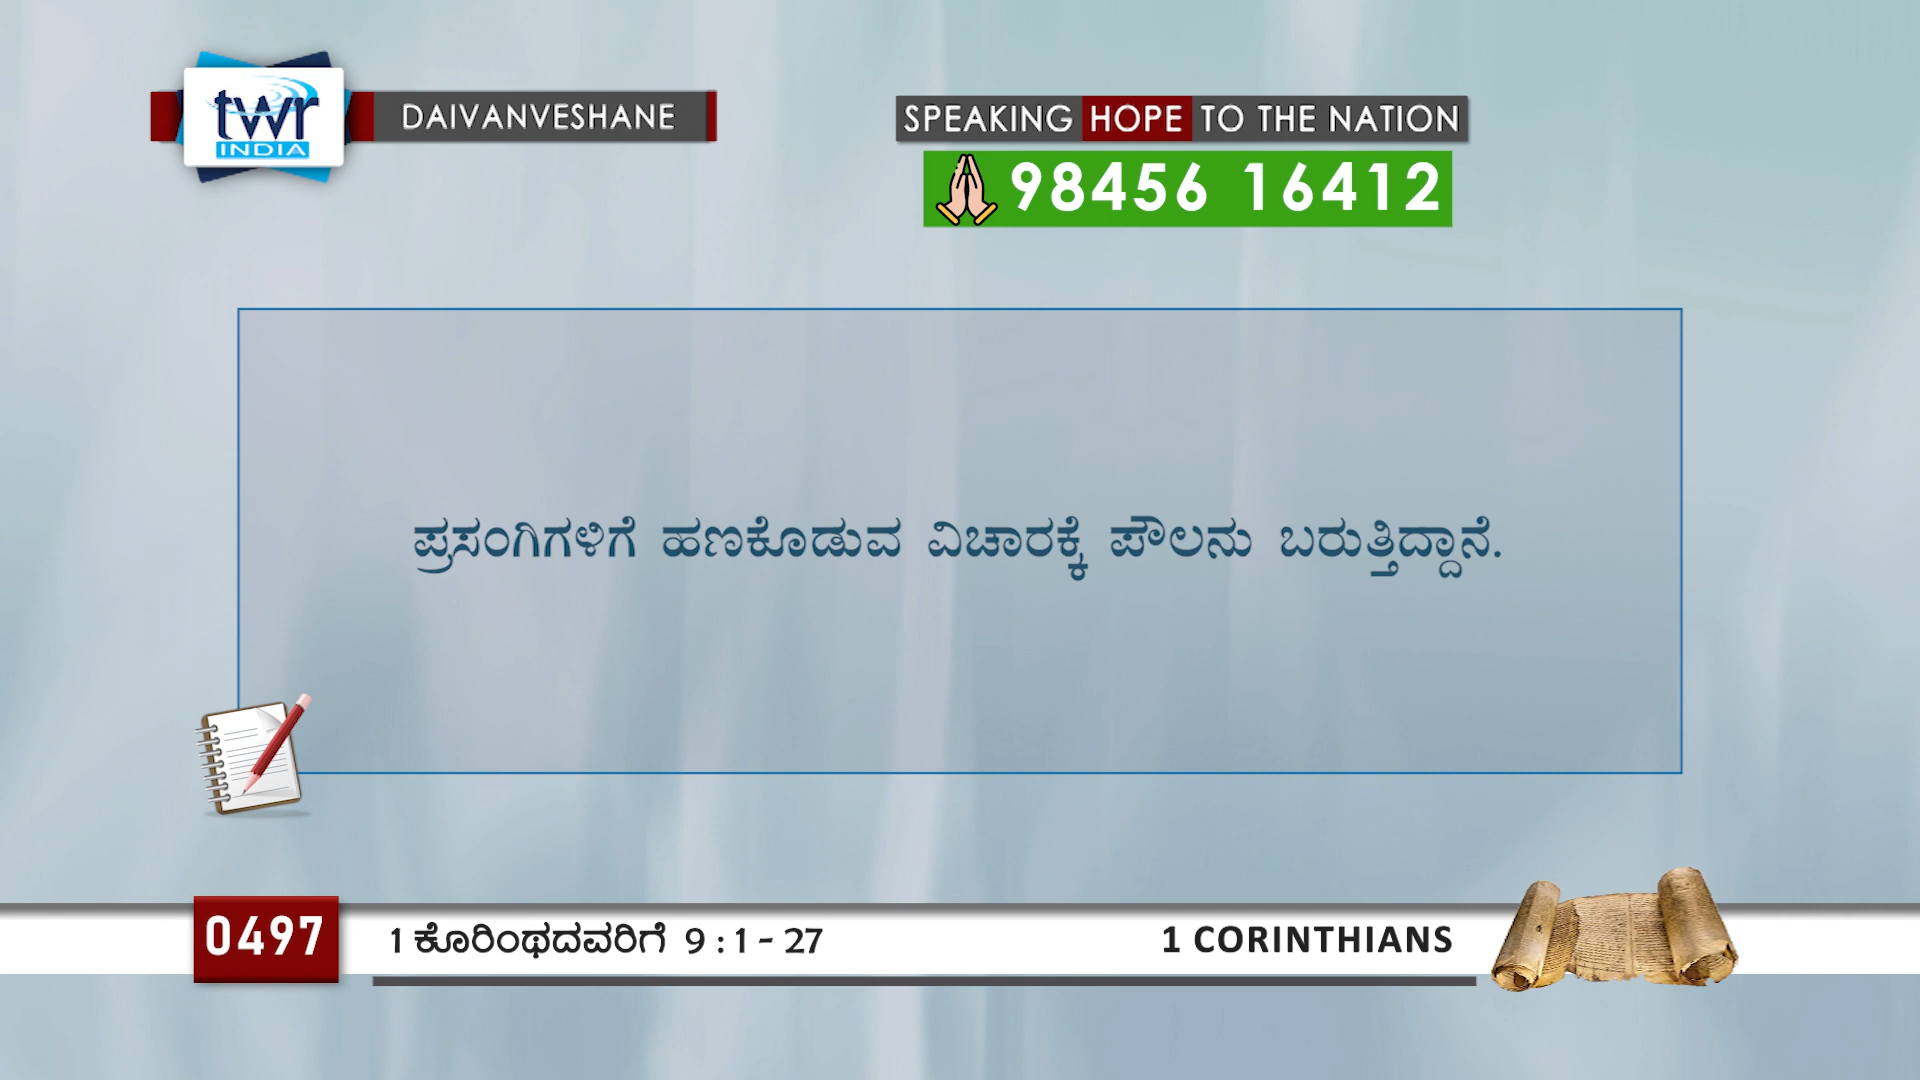 twr
INDIA
DAIVANVESHANE
SPEAKING HOPE TO THE NATION
98456 16412
ಪ್ರಸಂಗಿಗಳಿಗೆ ಹಣಕೊಡುವ ವಿಚಾರಕ್ಕೆ ಪೌಲನು ಬರುತ್ತಿದ್ದಾನೆ.
0497
1 ಕೊರಿಂಥದವರಿಗೆ 9 : 1 - 27
1 CORINTHIANS